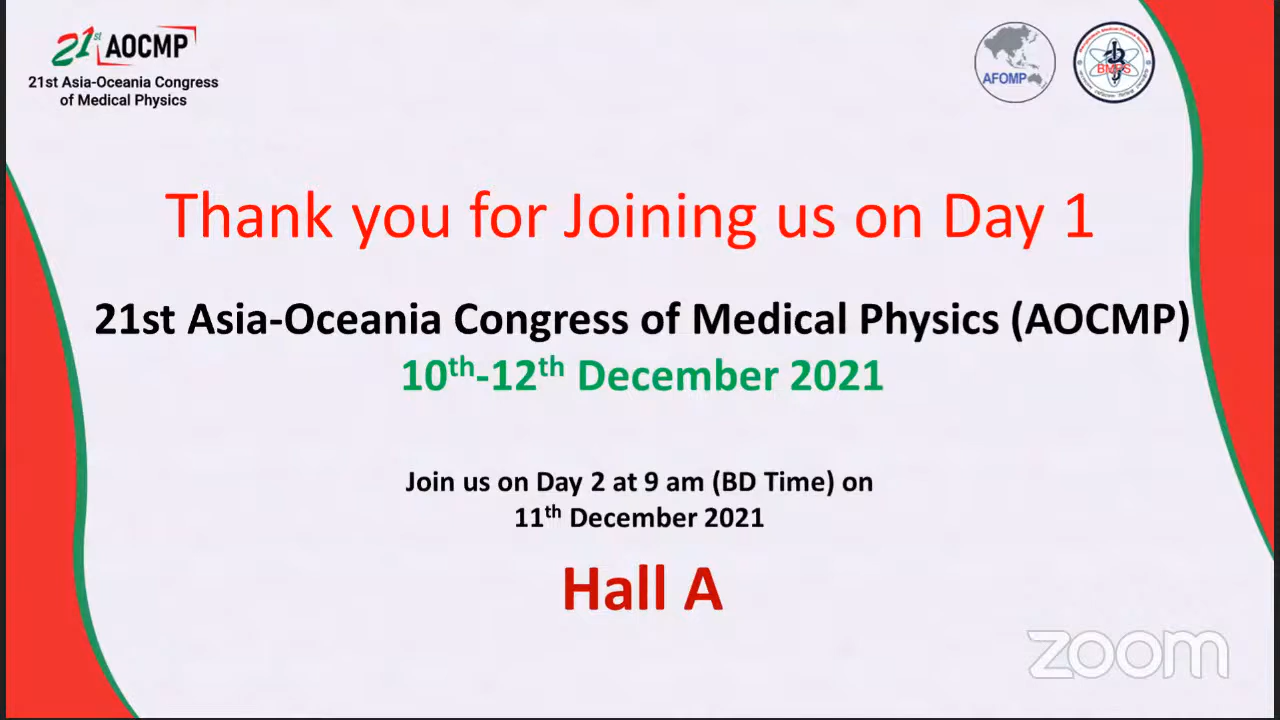 21st AOCMP
21st Asia-Oceania Congress
of Medical Physics
AFOMP
BMPS
Thank you for Joining us on Day 1
21st Asia-Oceania Congress of Medical Physics (AOCMP)
10th-12th December 2021
Join us on Day 2 at 9 am (BD Time) on
11th December 2021
Hall A
zoom